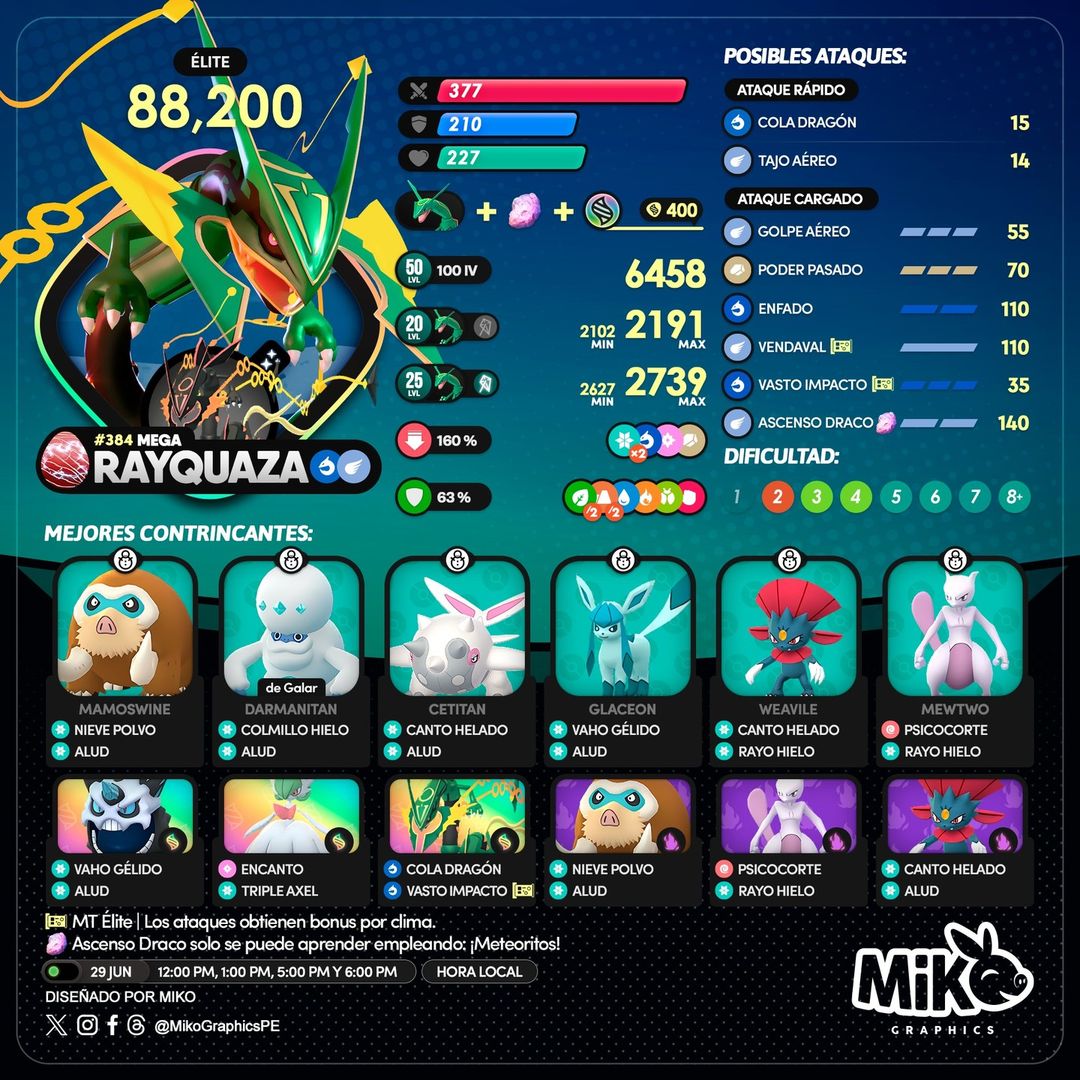 ÉLITE
88,200
377
210
227
400
50 LVL 100 IV
6458
20 LVL
2102 MIN 2191 MAX
25 LVL
2627 MIN 2739 MAX
160 %
×2
63 %
/2 /2
#384 MEGA
RAYQUAZA
POSIBLES ATAQUES:
ATAQUE RÁPIDO
COLA DRAGÓN 15
TAJO AÉREO 14
ATAQUE CARGADO
GOLPE AÉREO 55
PODER PASADO 70
ENFADO 110
VENDAVAL 110
VASTO IMPACTO 35
ASCENSO DRACO 140
DIFICULTAD:
1 2 3 4 5 6 7 8+
MEJORES CONTRINCANTES:
MAMOSWINE
NIEVE POLVO
ALUD
de Galar
DARMANITAN
COLMILLO HIELO
ALUD
CETITAN
CANTO HELADO
ALUD
GLACEON
VAHO GÉLIDO
ALUD
WEAVILE
CANTO HELADO
RAYO HIELO
MEWTWO
PSICOCORTE
RAYO HIELO
VAHO GÉLIDO
ALUD
ENCANTO
TRIPLE AXEL
COLA DRAGÓN
VASTO IMPACTO
NIEVE POLVO
ALUD
PSICOCORTE
RAYO HIELO
CANTO HELADO
ALUD
MT Élite | Los ataques obtienen bonus por clima.
Ascenso Draco solo se puede aprender empleando: ¡Meteoritos!
29 JUN 12:00 PM, 1:00 PM, 5:00 PM Y 6:00 PM HORA LOCAL
DISEÑADO POR MIKO
@MikoGraphicsPE
MiKO
GRAPHICS